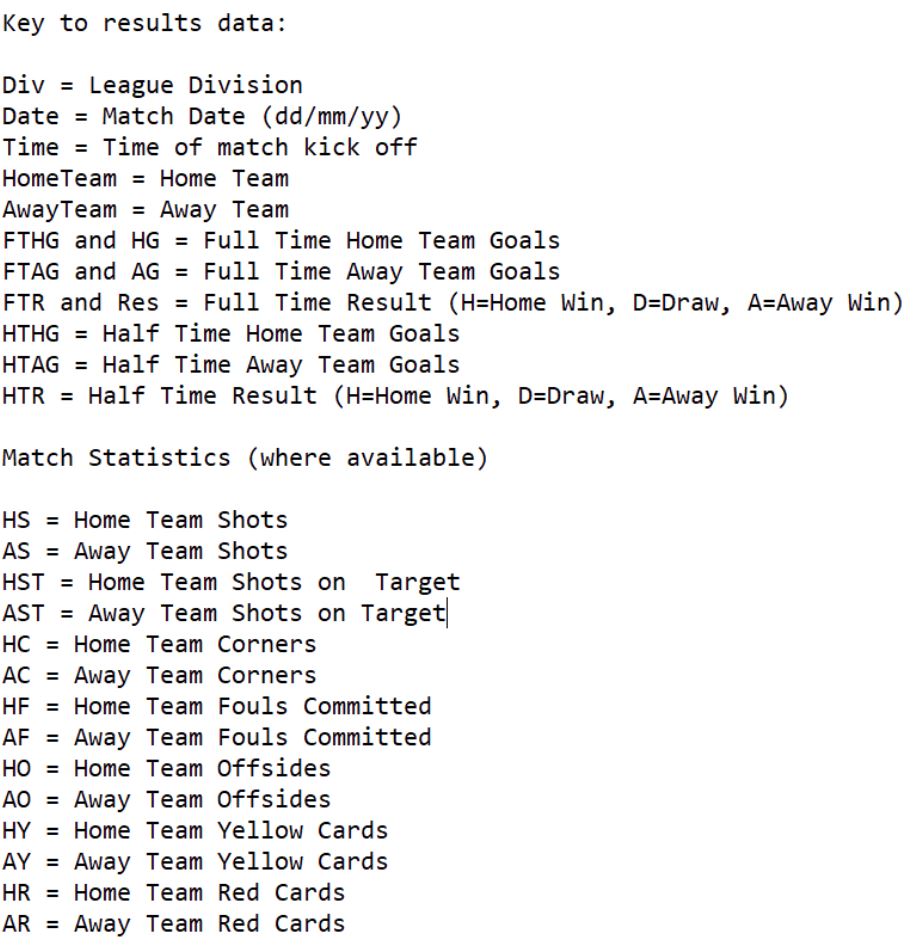 Key to results data:
Div = League Division
Date = Match Date (dd/mm/yy)
Time = Time of match kick off
HomeTeam = Home Team
AwayTeam = Away Team
FTHG and HG = Full Time Home Team Goals
FTAG and AG = Full Time Away Team Goals
FTR and Res = Full Time Result (H=Home Win, D=Draw, A=Away Win)
HTHG = Half Time Home Team Goals
HTAG = Half Time Away Team Goals
HTR = Half Time Result (H=Home Win, D=Draw, A=Away Win)
Match Statistics (where available)
HS = Home Team Shots
AS = Away Team Shots
HST = Home Team Shots on  Target
AST = Away Team Shots on Target
HC = Home Team Corners
AC = Away Team Corners
HF = Home Team Fouls Committed
AF = Away Team Fouls Committed
HO = Home Team Offsides
AO = Away Team Offsides
HY = Home Team Yellow Cards
AY = Away Team Yellow Cards
HR = Home Team Red Cards
AR = Away Team Red Cards